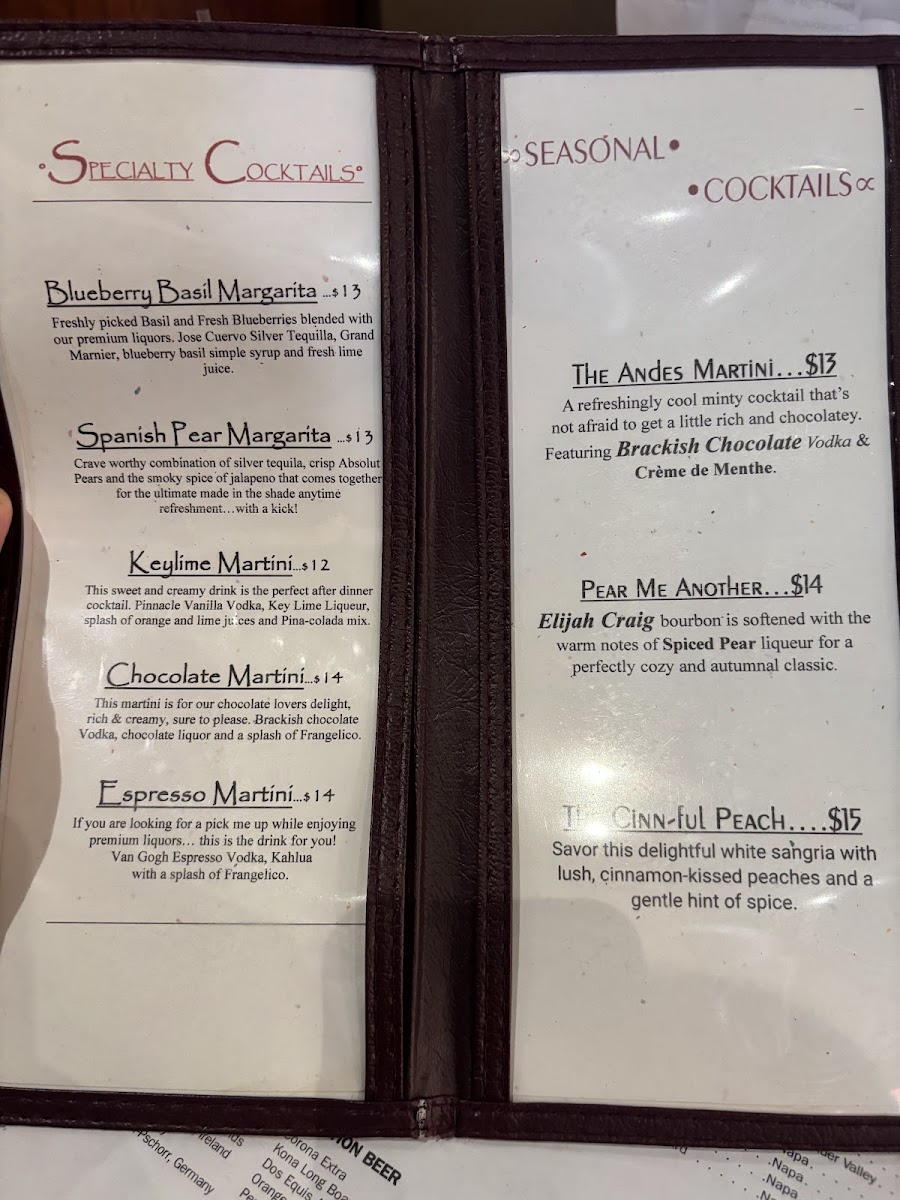 °Specialty Cocktails°
Blueberry Basil Margarita ...$13
Freshly picked Basil and Fresh Blueberries blended with
our premium liquors. Jose Cuervo Silver Tequilla, Grand
Marnier, blueberry basil simple syrup and fresh lime
juice.
Spanish Pear Margarita ...$13
Crave worthy combination of silver tequila, crisp Absolut
Pears and the smoky spice of jalapeno that comes together
for the ultimate made in the shade anytime
refreshment...with a kick!
Keylime Martini...$12
This sweet and creamy drink is the perfect after dinner
cocktail. Pinnacle Vanilla Vodka, Key Lime Liqueur,
splash of orange and lime juices and Pina-colada mix.
Chocolate Martini...$14
This martini is for our chocolate lovers delight,
rich & creamy, sure to please. Brackish chocolate
Vodka, chocolate liquor and a splash of Frangelico.
Espresso Martini...$14
If you are looking for a pick me up while enjoying
premium liquors... this is the drink for you!
Van Gogh Espresso Vodka, Kahlua
with a splash of Frangelico.
∞SEASONAL•
•COCKTAILS∝
The Andes Martini...$13
A refreshingly cool minty cocktail that's
not afraid to get a little rich and chocolatey.
Featuring Brackish Chocolate Vodka &
Crème de Menthe.
Pear Me Another...$14
Elijah Craig bourbon is softened with the
warm notes of Spiced Pear liqueur for a
perfectly cozy and autumnal classic.
The Cinn-ful Peach....$15
Savor this delightful white sangria with
lush, cinnamon-kissed peaches and a
gentle hint of spice.
BEER
Corona Extra
Kona Long
Dos Equis
Ireland
Pschorr, Germany
Valley
Napa
Napa
Napa